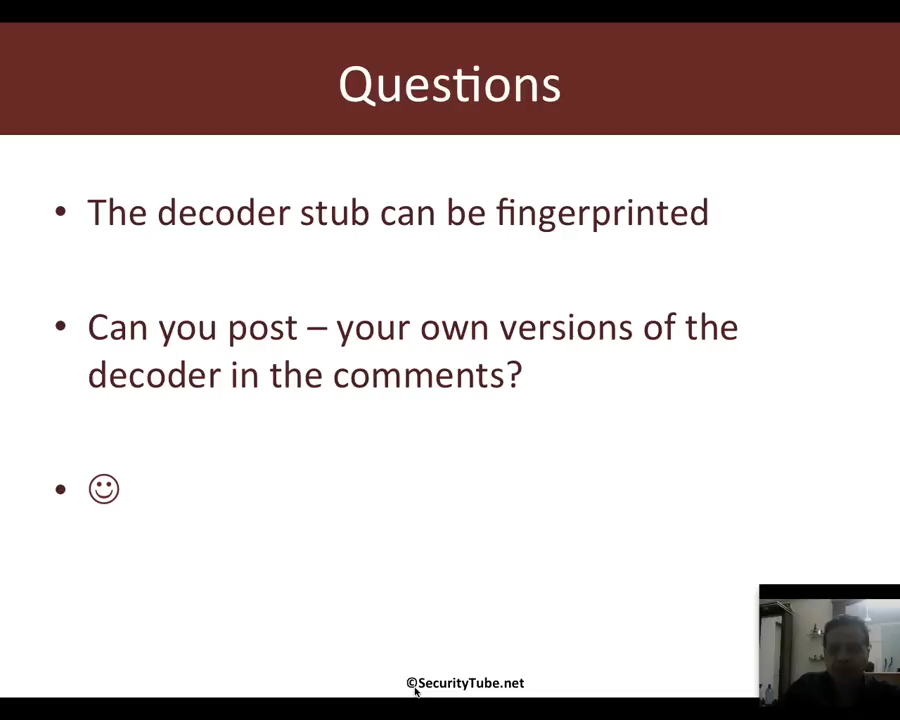 Questions
• The decoder stub can be fingerprinted
• Can you post – your own versions of the
decoder in the comments?
• ☺
©SecurityTube.net